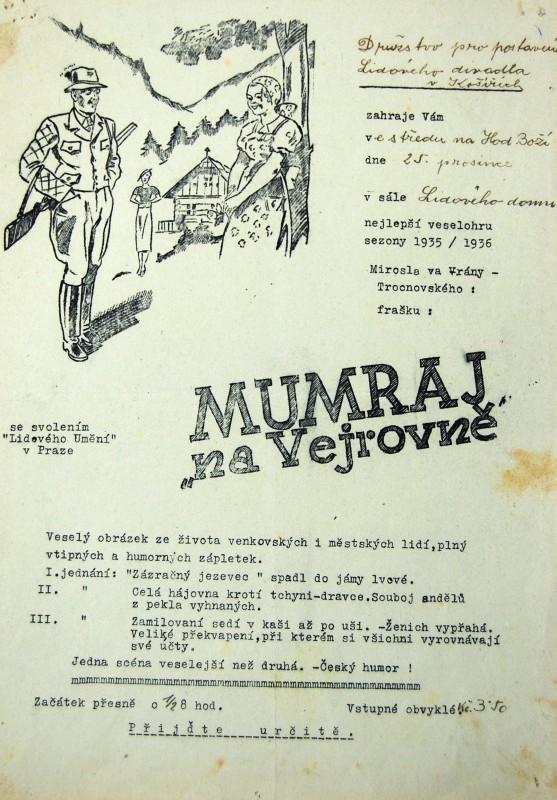 Družstvo pro postavení
Lidového divadla
v Košířích
zahraje Vám
ve středu na Hod Boží
dne 25. prosince
v sále Lidového domu
nejlepší veselohru
sezony 1935 / 1936
Mirosla va Vrány -
Trocnovského :
frašku :
MUMRAJ
„na Vejrovně"
se svolením
"Lidového Umění"
v Praze
Veselý obrázek ze života venkovských i městských lidí,plný
vtipných a humorných zápletek.
I.jednání: "Zázračný jezevec " spadl do jámy lvové.
II. " Celá hájovna krotí tchyni-dravce.Souboj andělů
z pekla vyhnaných.
III. " Zamilovaní sedí v kaši až po uši. -Ženich vypřahá.
Veliké překvapení,při kterém si všichni vyrovnávají
své učty.
Jedna scéna veselejší než druhá. -Český humor !
Začátek přesně o 1/2 8 hod.
Vstupné obvyklé. Kč. 3·50
Přijďte určitě.